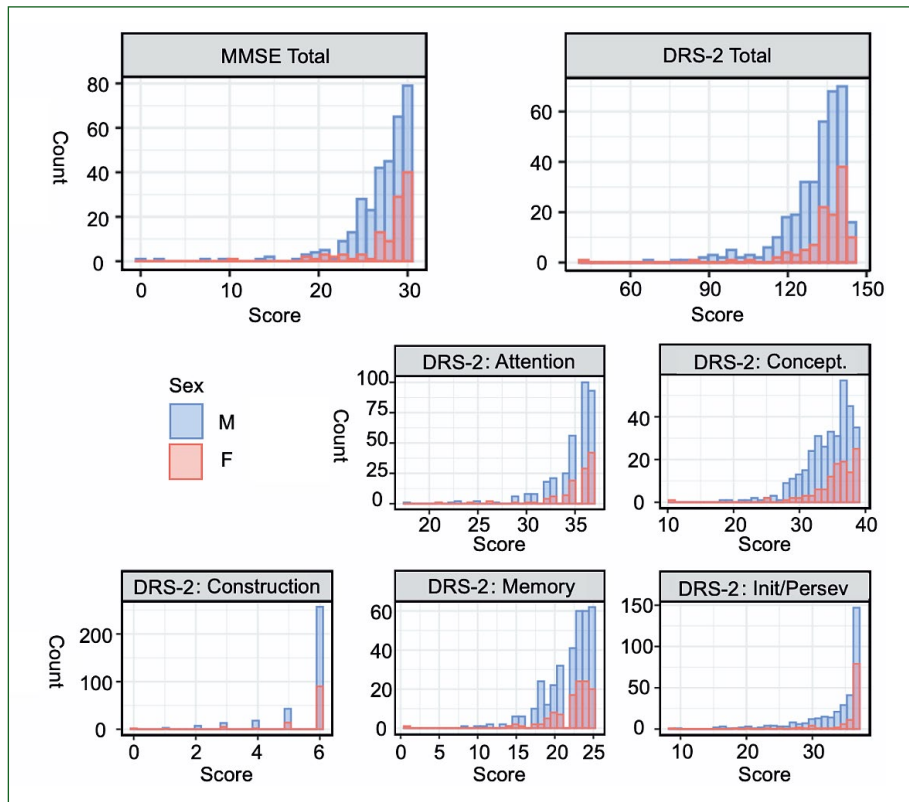 MMSE Total
80
60
40
20
0
Count
0 10 20 30
Score
DRS-2 Total
60
40
20
0
60 90 120 150
Score
Sex
M
F
DRS-2: Attention
100
75
50
25
0
Count
20 25 30 35
Score
DRS-2: Concept.
40
20
0
10 20 30 40
Score
DRS-2: Construction
200
100
0
Count
0 2 4 6
Score
DRS-2: Memory
60
40
20
0
0 5 10 15 20 25
Score
DRS-2: Init/Persev
150
100
50
0
10 20 30
Score